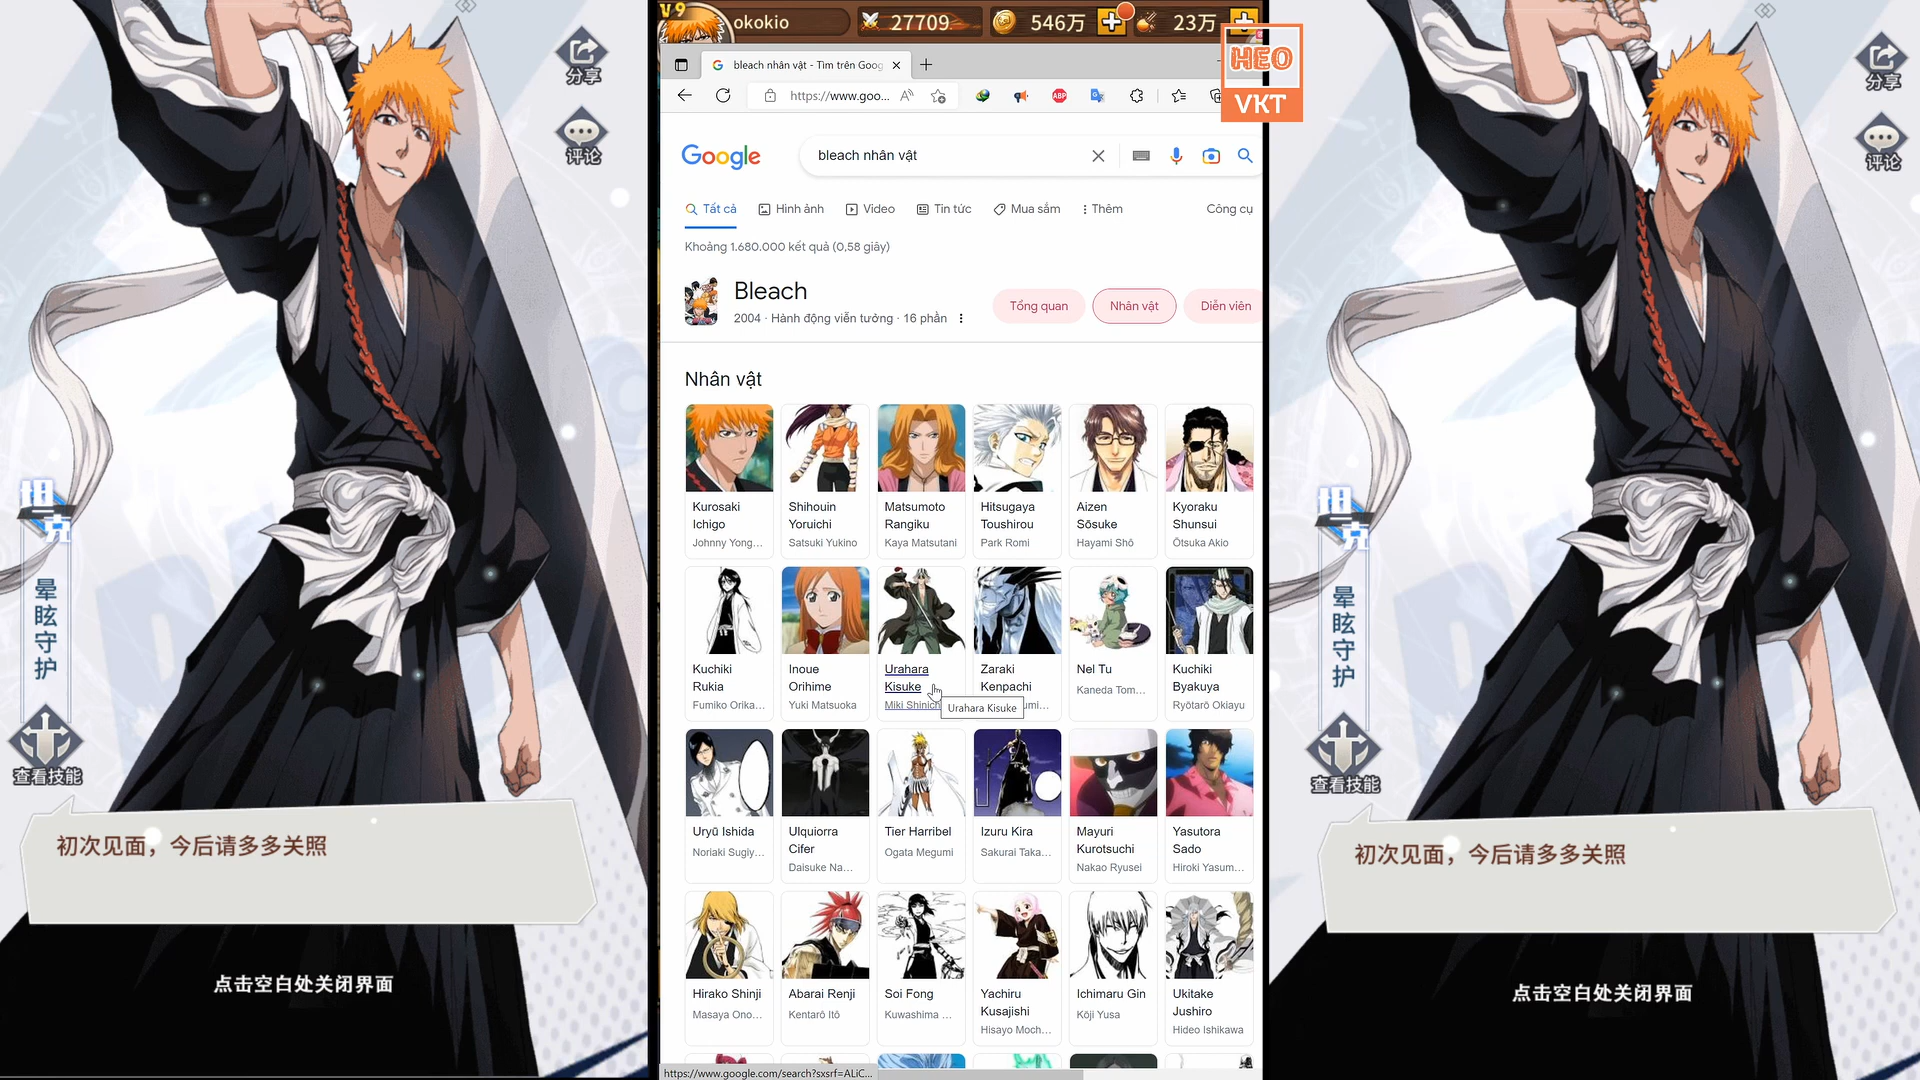 V9
okokio
27709
546万
23万
HEO
VKT
bleach nhân vật - Tìm trên Goog
https://www.goo...
ABP
Google
bleach nhân vật
Tất cả
Hình ảnh
Video
Tin tức
Mua sắm
Thêm
Công cụ
Khoảng 1.680.000 kết quả (0,58 giây)
Bleach
2004 · Hành động viễn tưởng · 16 phần
Tổng quan
Nhân vật
Diễn viên
Nhân vật
Kurosaki Ichigo
Johnny Yong...
Shihouin Yoruichi
Satsuki Yukino
Matsumoto Rangiku
Kaya Matsutani
Hitsugaya Toushirou
Park Romi
Aizen Sōsuke
Hayami Shō
Kyoraku Shunsui
Ōtsuka Akio
Kuchiki Rukia
Fumiko Orika...
Inoue Orihime
Yuki Matsuoka
Urahara Kisuke
Miki Shinich
Urahara Kisuke
Zaraki Kenpachi
umi...
Nel Tu
Kaneda Tom...
Kuchiki Byakuya
Ryōtarō Okiayu
Uryū Ishida
Noriaki Sugiy...
Ulquiorra Cifer
Daisuke Na...
Tier Harribel
Ogata Megumi
Izuru Kira
Sakurai Taka...
Mayuri Kurotsuchi
Nakao Ryusei
Yasutora Sado
Hiroki Yasum...
Hirako Shinji
Masaya Ono...
Abarai Renji
Kentarō Itō
Soi Fong
Kuwashima ...
Yachiru Kusajishi
Hisayo Moch...
Ichimaru Gin
Kōji Yusa
Ukitake Jushiro
Hideo Ishikawa
https://www.google.com/search?sxsrf=ALiC...
分享
评论
坦克
晕眩守护
查看技能
初次见面，今后请多多关照
点击空白处关闭界面
分享
评论
坦克
晕眩守护
查看技能
初次见面，今后请多多关照
点击空白处关闭界面